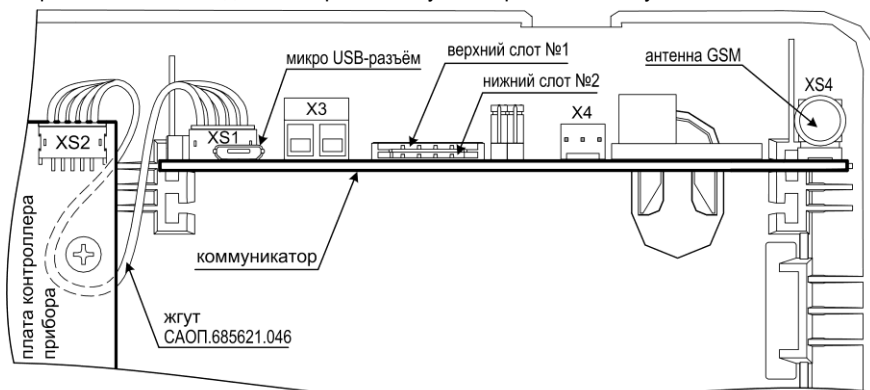 микро USB-разъём
верхний слот №1
нижний слот №2
антенна GSM
XS4
XS2
XS1
X3
X4
коммуникатор
плата контроллера
прибора
жгут
САОП.685621.046